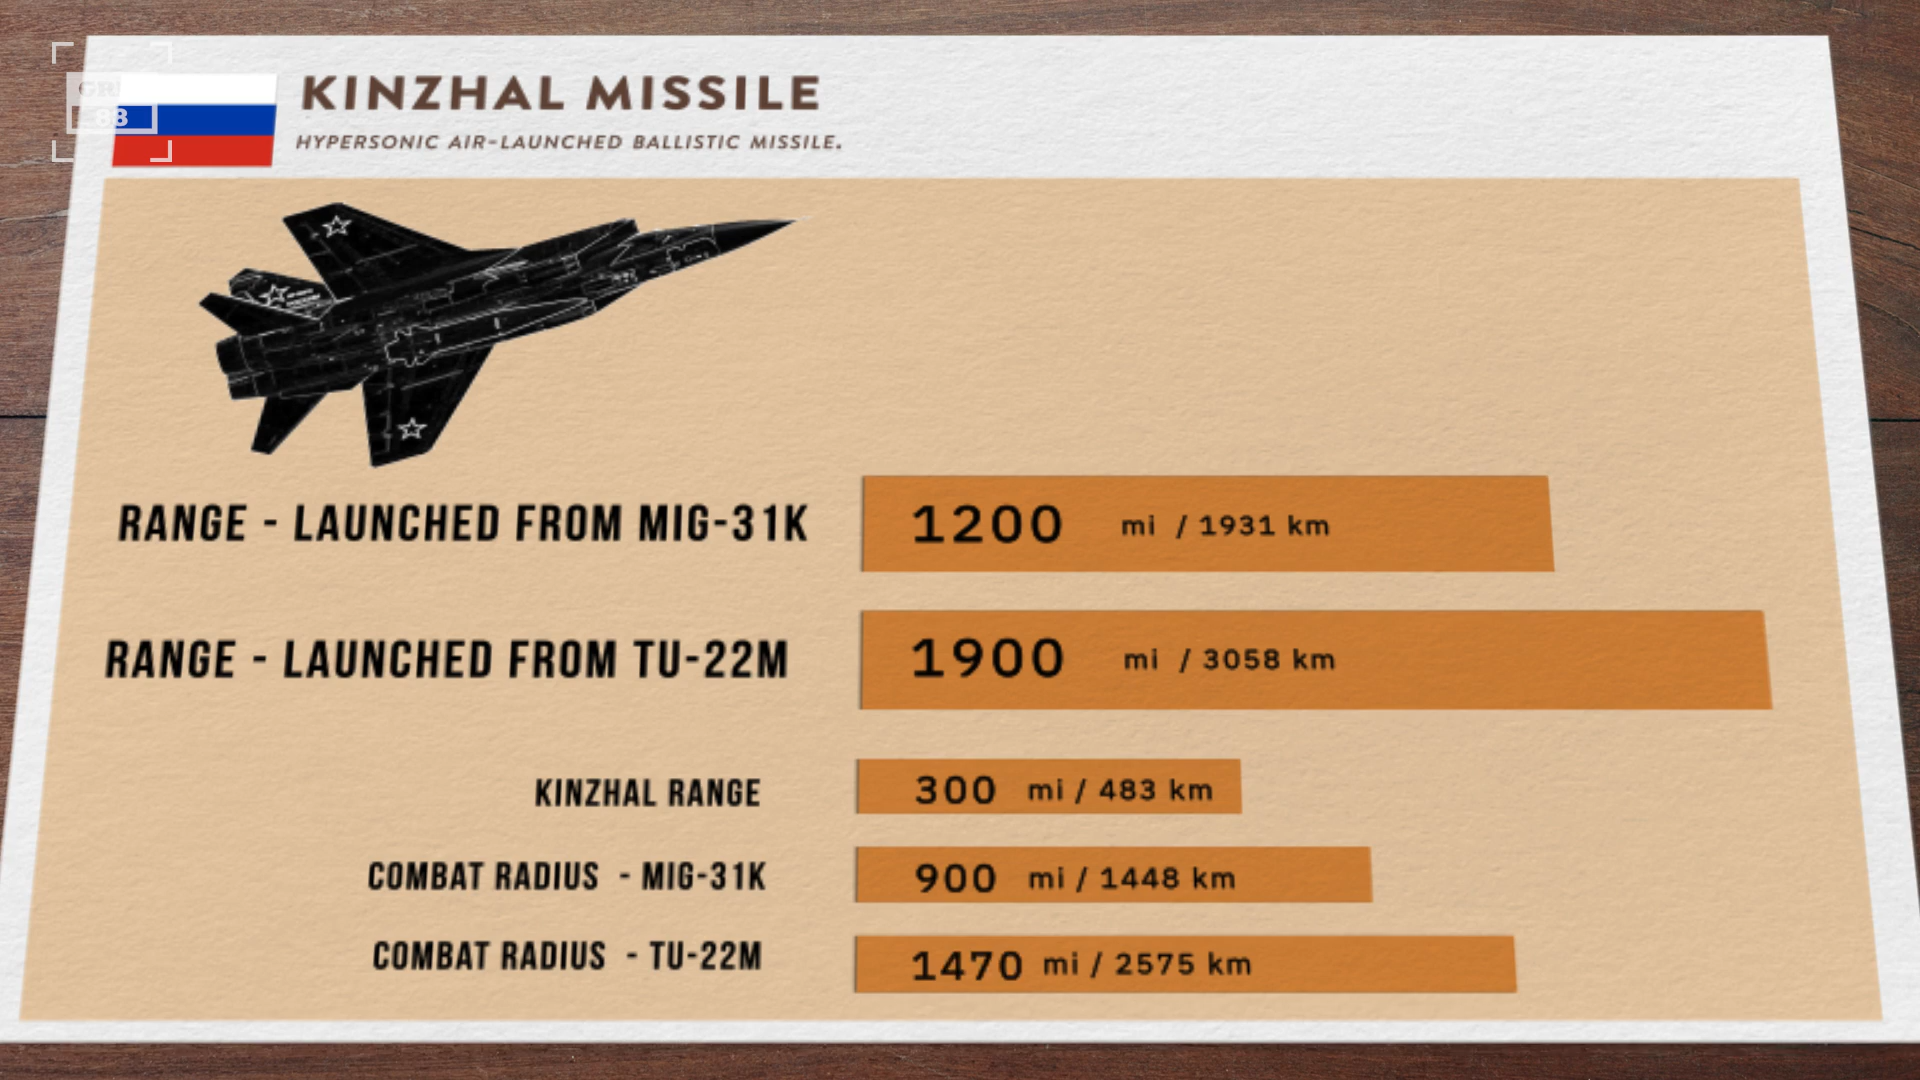 KINZHAL MISSILE
HYPERSONIC AIR-LAUNCHED BALLISTIC MISSILE.
RANGE - LAUNCHED FROM MIG-31K 1200 mi / 1931 km
RANGE - LAUNCHED FROM TU-22M 1900 mi / 3058 km
KINZHAL RANGE 300 mi / 483 km
COMBAT RADIUS - MIG-31K 900 mi / 1448 km
COMBAT RADIUS - TU-22M 1470 mi / 2575 km